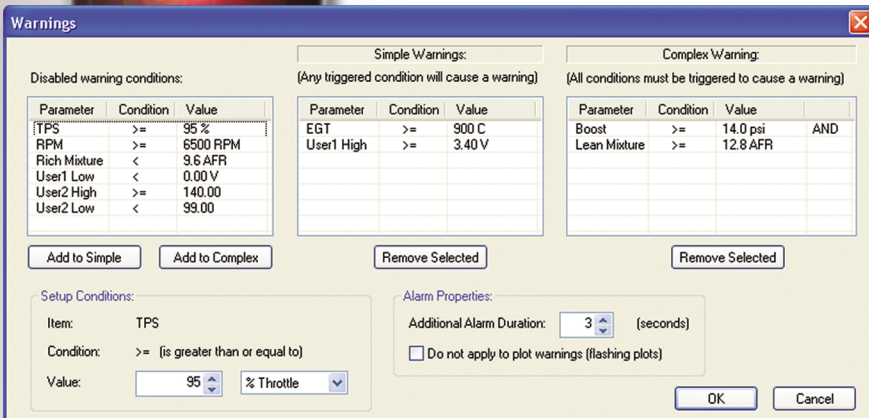 Warnings
Disabled warning conditions:
Parameter Condition Value
TPS >= 95 %
RPM >= 6500 RPM
Rich Mixture < 9.6 AFR
User1 Low < 0.00 V
User2 High >= 140.00
User2 Low < 99.00
Add to Simple Add to Complex
Simple Warnings:
(Any triggered condition will cause a warning)
Parameter Condition Value
EGT >= 900 C
User1 High >= 3.40 V
Remove Selected
Complex Warning:
(All conditions must be triggered to cause a warning)
Parameter Condition Value
Boost >= 14.0 psi AND
Lean Mixture >= 12.8 AFR
Remove Selected
Setup Conditions:
Item: TPS
Condition: >= (is greater than or equal to)
Value: 95 % Throttle
Alarm Properties:
Additional Alarm Duration: 3 (seconds)
Do not apply to plot warnings (flashing plots)
OK Cancel